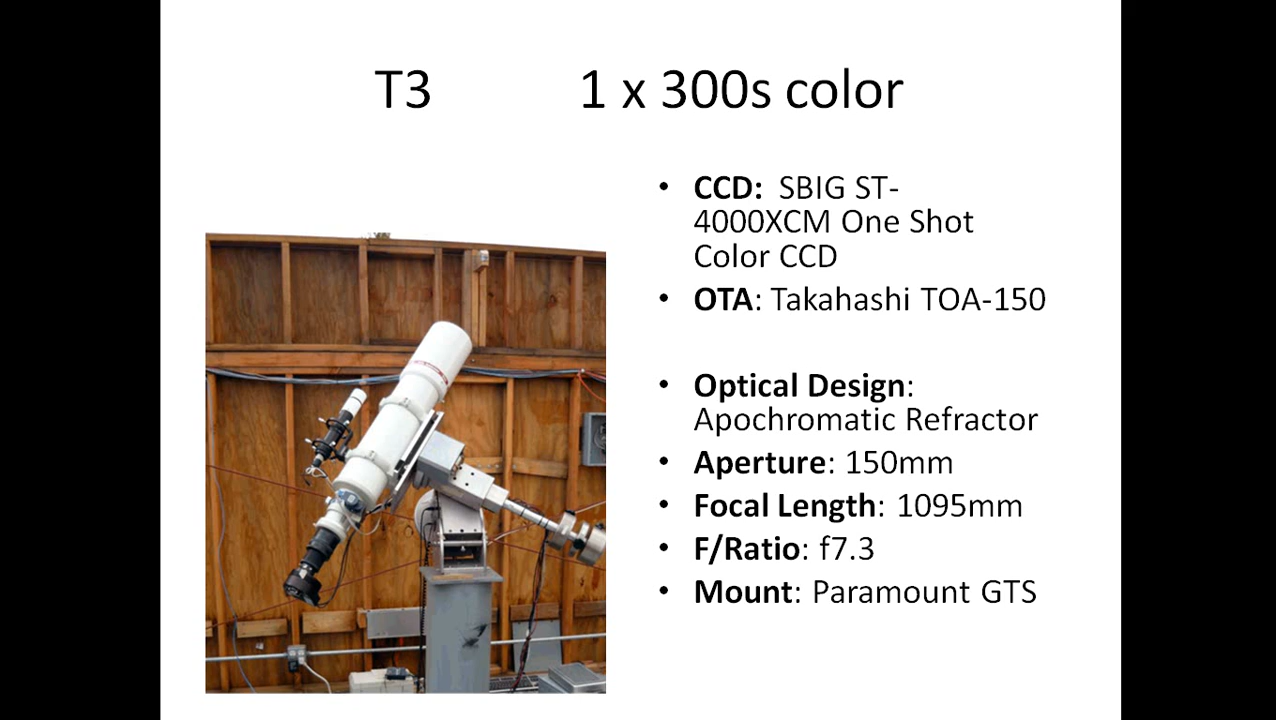 T3 1 x 300s color
• CCD: SBIG ST-
4000XCM One Shot
Color CCD
• OTA: Takahashi TOA-150
• Optical Design:
Apochromatic Refractor
• Aperture: 150mm
• Focal Length: 1095mm
• F/Ratio: f7.3
• Mount: Paramount GTS